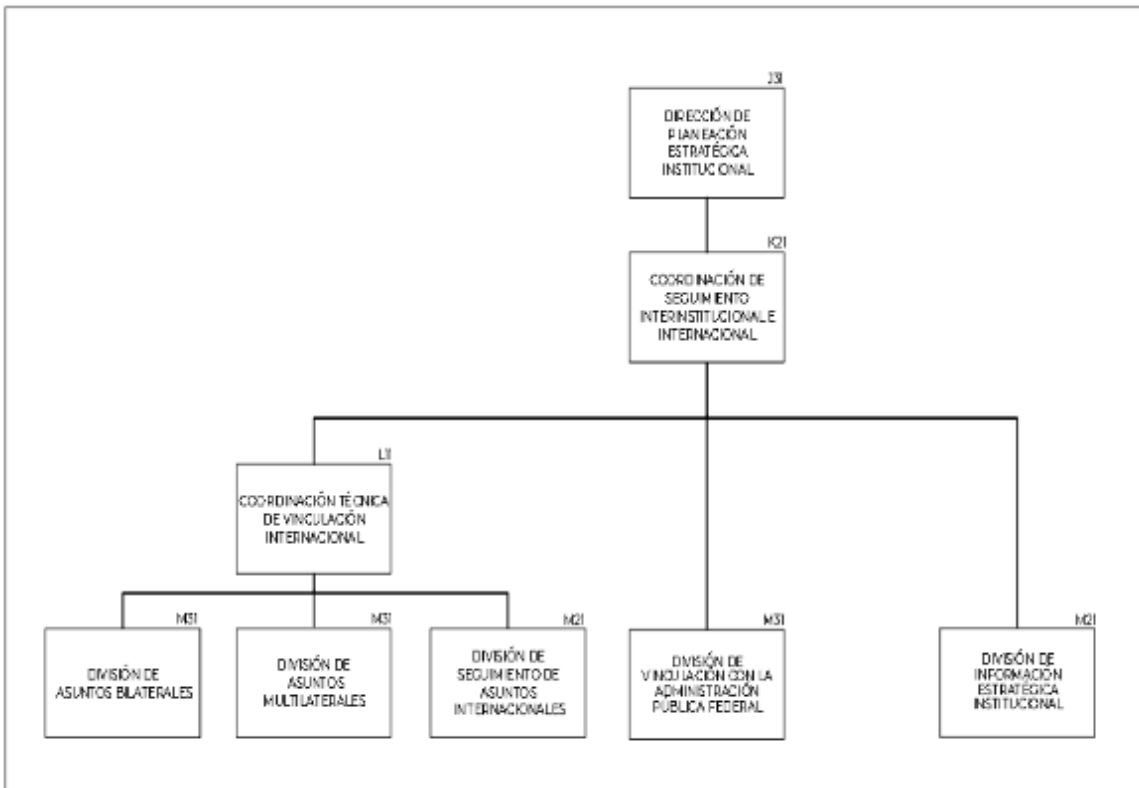 J31
DIRECCIÓN DE
PLANEACIÓN
ESTRATÉGICA
INSTITUCIONAL
K21
COORDINACIÓN DE
SEGUIMIENTO
INTERINSTITUCIONAL E
INTERNACIONAL
L11
COORDINACIÓN TÉCNICA
DE VINCULACIÓN
INTERNACIONAL
M31
DIVISIÓN DE
ASUNTOS BILATERALES
M31
DIVISIÓN DE
ASUNTOS
MULTILATERALES
M21
DIVISIÓN DE
SEGUIMIENTO DE
ASUNTOS
INTERNACIONALES
M31
DIVISIÓN DE
VINCULACIÓN CON LA
ADMINISTRACIÓN
PÚBLICA FEDERAL
M21
DIVISIÓN DE
INFORMACIÓN
ESTRATÉGICA
INSTITUCIONAL